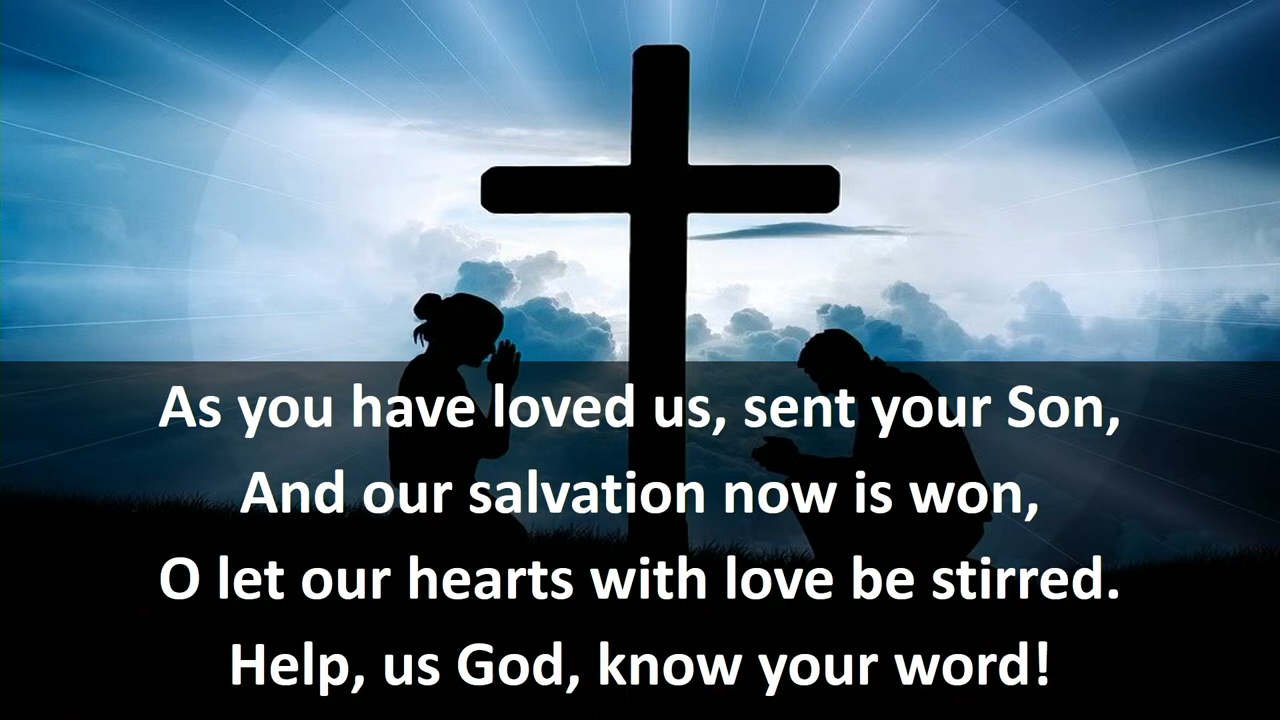 As you have loved us, sent your Son,
And our salvation now is won,
O let our hearts with love be stirred.
Help, us God, know your word!